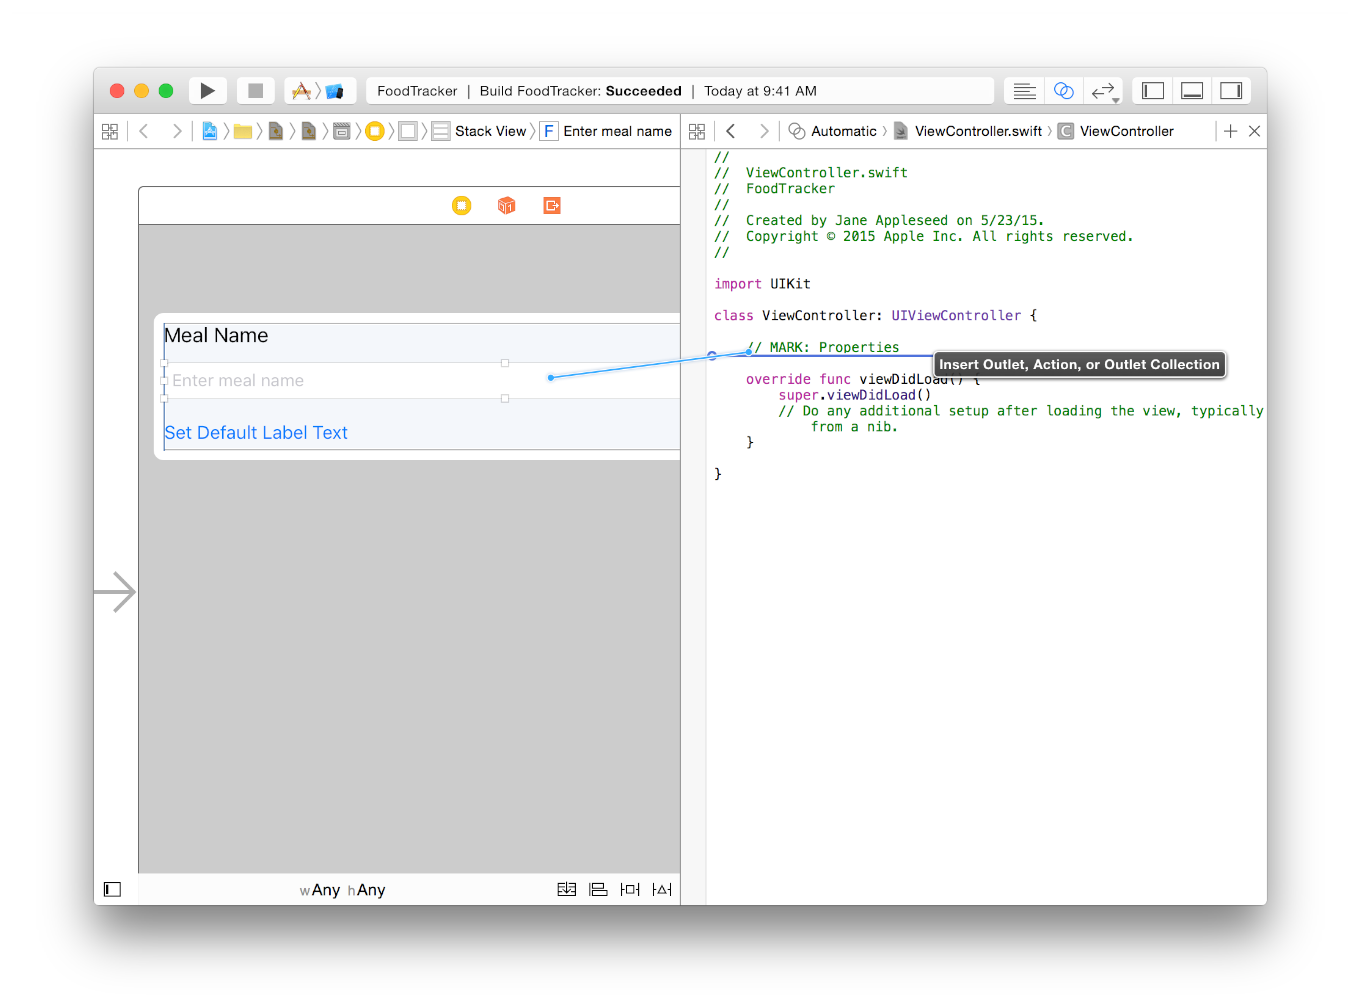 FoodTracker | Build FoodTracker: Succeeded | Today at 9:41 AM
Stack View F Enter meal name
Automatic ViewController.swift C ViewController
Meal Name
Enter meal name
Set Default Label Text
wAny hAny
//
// ViewController.swift
// FoodTracker
//
// Created by Jane Appleseed on 5/23/15.
// Copyright © 2015 Apple Inc. All rights reserved.
//
import UIKit
class ViewController: UIViewController {
// MARK: Properties
Insert Outlet, Action, or Outlet Collection
override func viewDidLoad() {
super.viewDidLoad()
// Do any additional setup after loading the view, typically
from a nib.
}
}